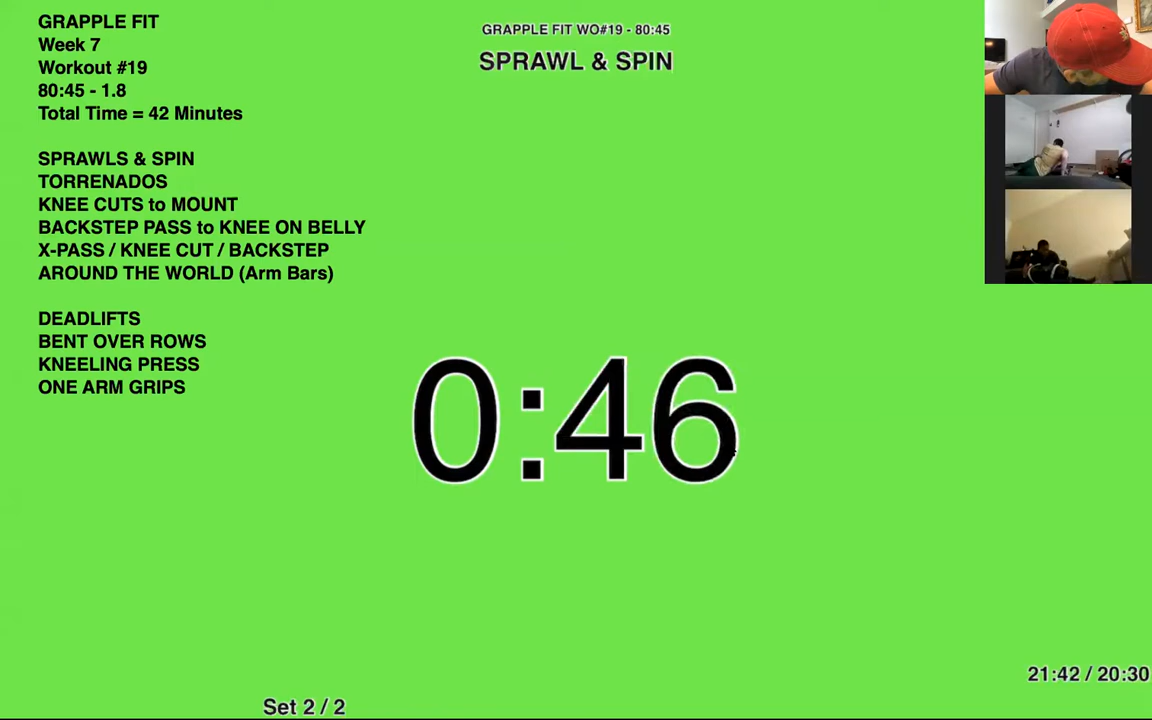 GRAPPLE FIT
Week 7
Workout #19
80:45 - 1.8
Total Time = 42 Minutes
SPRAWLS & SPIN
TORRENADOS
KNEE CUTS to MOUNT
BACKSTEP PASS to KNEE ON BELLY
X-PASS / KNEE CUT / BACKSTEP
AROUND THE WORLD (Arm Bars)
DEADLIFTS
BENT OVER ROWS
KNEELING PRESS
ONE ARM GRIPS
GRAPPLE FIT WO#19 - 80:45
SPRAWL & SPIN
0:46
21:42 / 20:30
Set 2 / 2